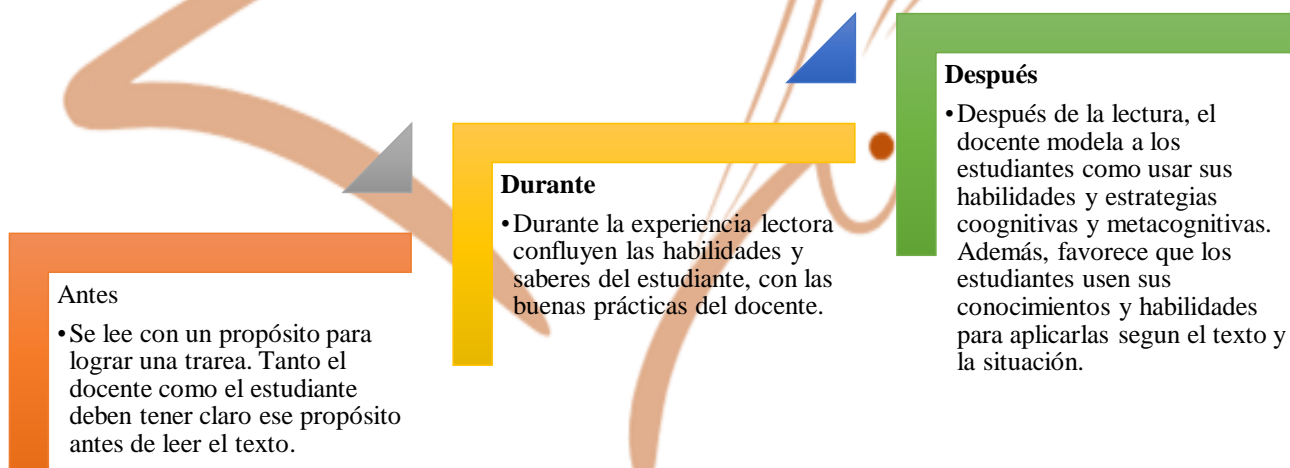 Antes
•Se lee con un propósito para
lograr una trarea. Tanto el
docente como el estudiante
deben tener claro ese propósito
antes de leer el texto.
Durante
•Durante la experiencia lectora
confluyen las habilidades y
saberes del estudiante, con las
buenas prácticas del docente.
Después
•Después de la lectura, el
docente modela a los
estudiantes como usar sus
habilidades y estrategias
coognitivas y metacognitivas.
Además, favorece que los
estudiantes usen sus
conocimientos y habilidades
para aplicarlas segun el texto y
la situación.